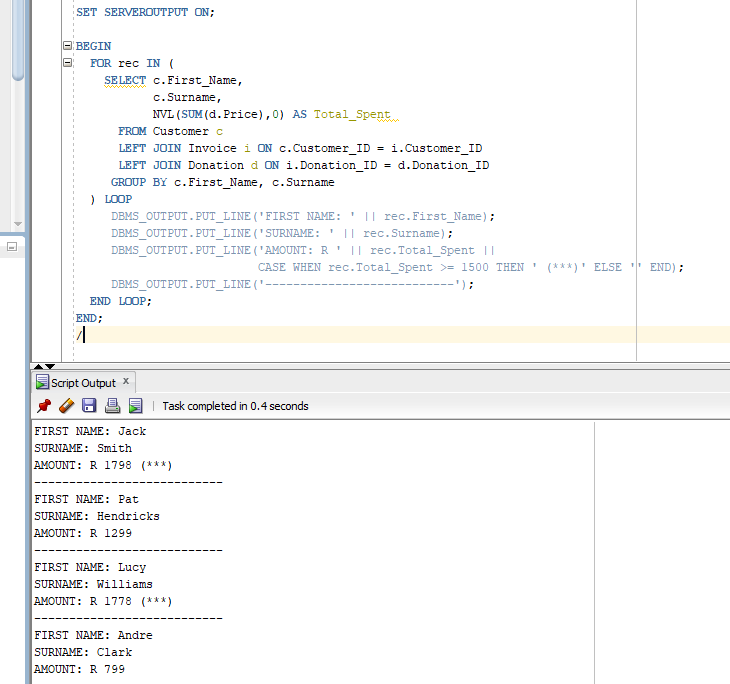 SET SERVEROUTPUT ON;
BEGIN
FOR rec IN (
SELECT c.First_Name,
c.Surname,
NVL(SUM(d.Price),0) AS Total_Spent
FROM Customer c
LEFT JOIN Invoice i ON c.Customer_ID = i.Customer_ID
LEFT JOIN Donation d ON i.Donation_ID = d.Donation_ID
GROUP BY c.First_Name, c.Surname
) LOOP
DBMS_OUTPUT.PUT_LINE('FIRST NAME: ' || rec.First_Name);
DBMS_OUTPUT.PUT_LINE('SURNAME: ' || rec.Surname);
DBMS_OUTPUT.PUT_LINE('AMOUNT: R ' || rec.Total_Spent ||
CASE WHEN rec.Total_Spent >= 1500 THEN ' (***)' ELSE '' END);
DBMS_OUTPUT.PUT_LINE('---------------------------');
END LOOP;
END;
/
Script Output x
Task completed in 0.4 seconds
FIRST NAME: Jack
SURNAME: Smith
AMOUNT: R 1798 (***)
---------------------------
FIRST NAME: Pat
SURNAME: Hendricks
AMOUNT: R 1299
---------------------------
FIRST NAME: Lucy
SURNAME: Williams
AMOUNT: R 1778 (***)
---------------------------
FIRST NAME: Andre
SURNAME: Clark
AMOUNT: R 799